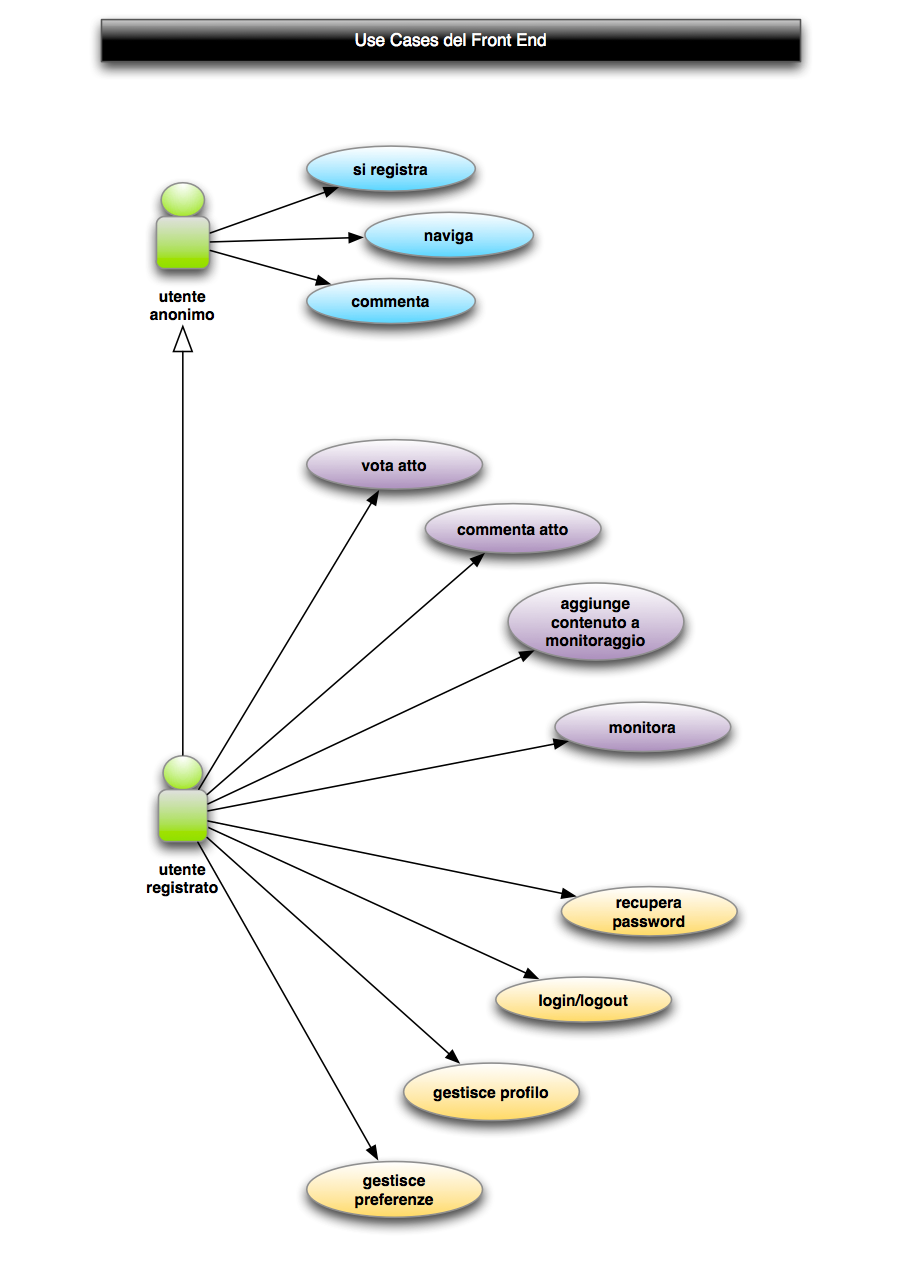 Use Cases del Front End
si registra
naviga
commenta
utente
anonimo
vota atto
commenta atto
aggiunge
contenuto a
monitoraggio
monitora
utente
registrato
recupera
password
login/logout
gestisce profilo
gestisce
preferenze